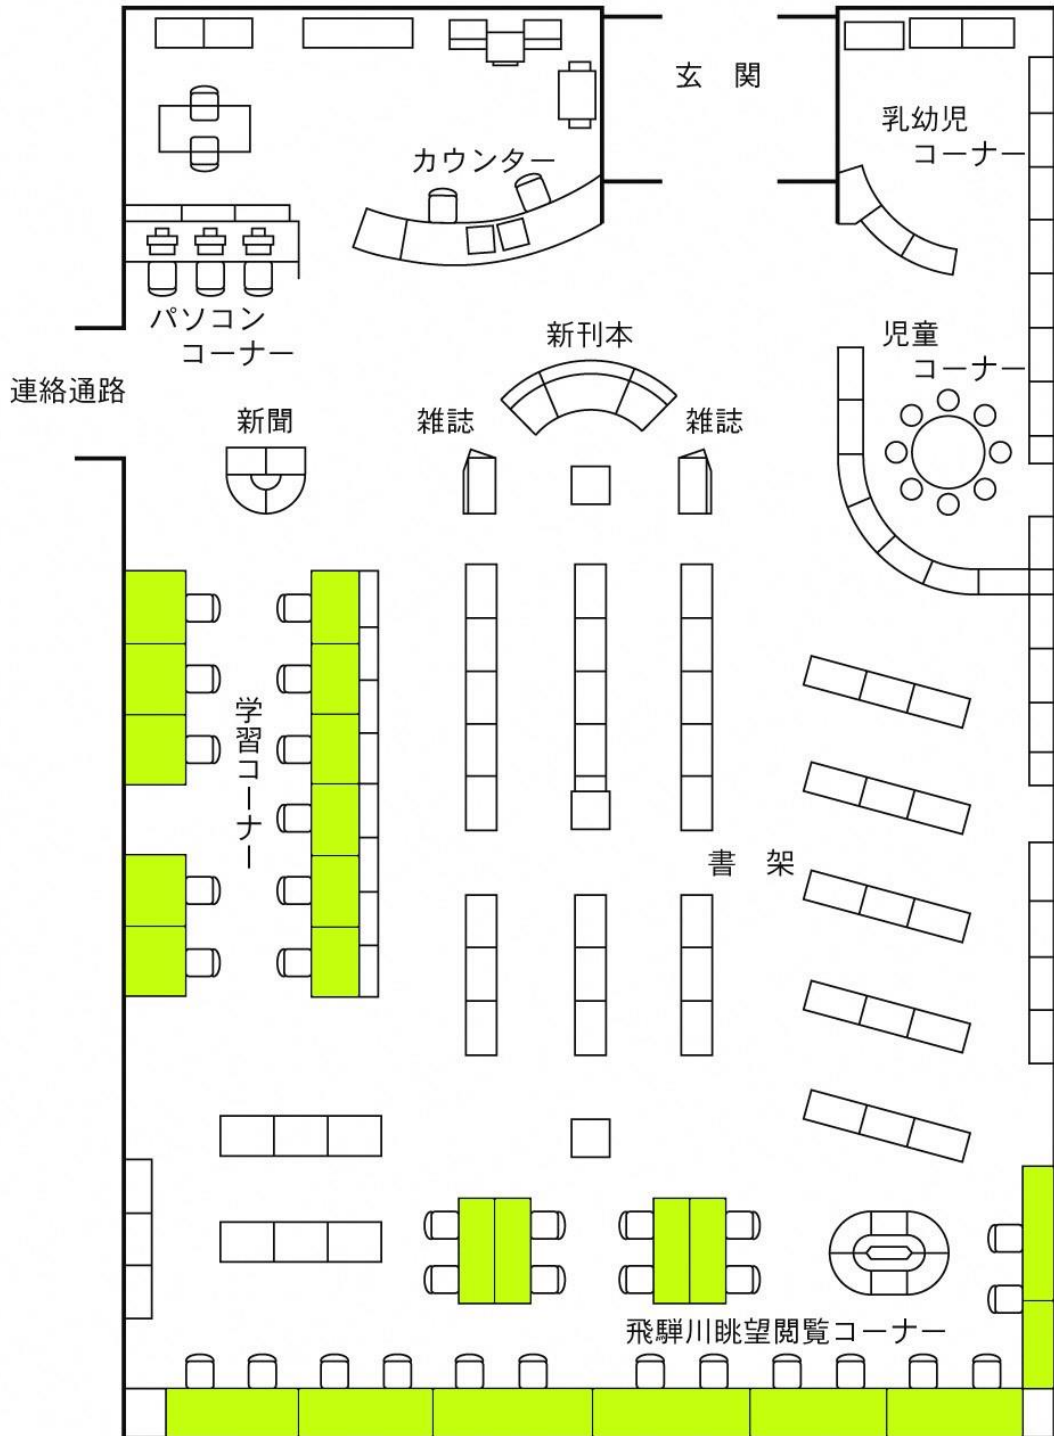 玄 関
乳幼児
コーナー
カウンター
パソコン
コーナー
新刊本
児童
コーナー
連絡通路
新聞
雑誌
雑誌
学習コーナー
書 架
飛騨川眺望閲覧コーナー